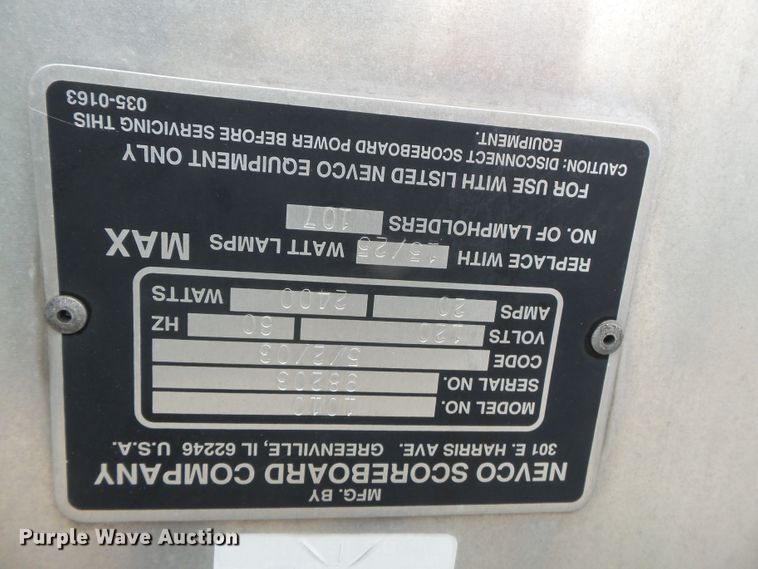 MFG. BY
NEVCO SCOREBOARD COMPANY
301 E. HARRIS AVE. GREENVILLE, IL 62246 U.S.A.
MODEL NO. 1010
SERIAL NO.
CODE 5/2/03
VOLTS 120 HZ 60
AMPS 20 2400 WATTS
REPLACE WITH 15/25 WATT LAMPS MAX
NO. OF LAMPHOLDERS 107
FOR USE WITH LISTED NEVCO EQUIPMENT ONLY
CAUTION: DISCONNECT SCOREBOARD POWER BEFORE SERVICING THIS
EQUIPMENT.
035-0163
Purple Wave Auction